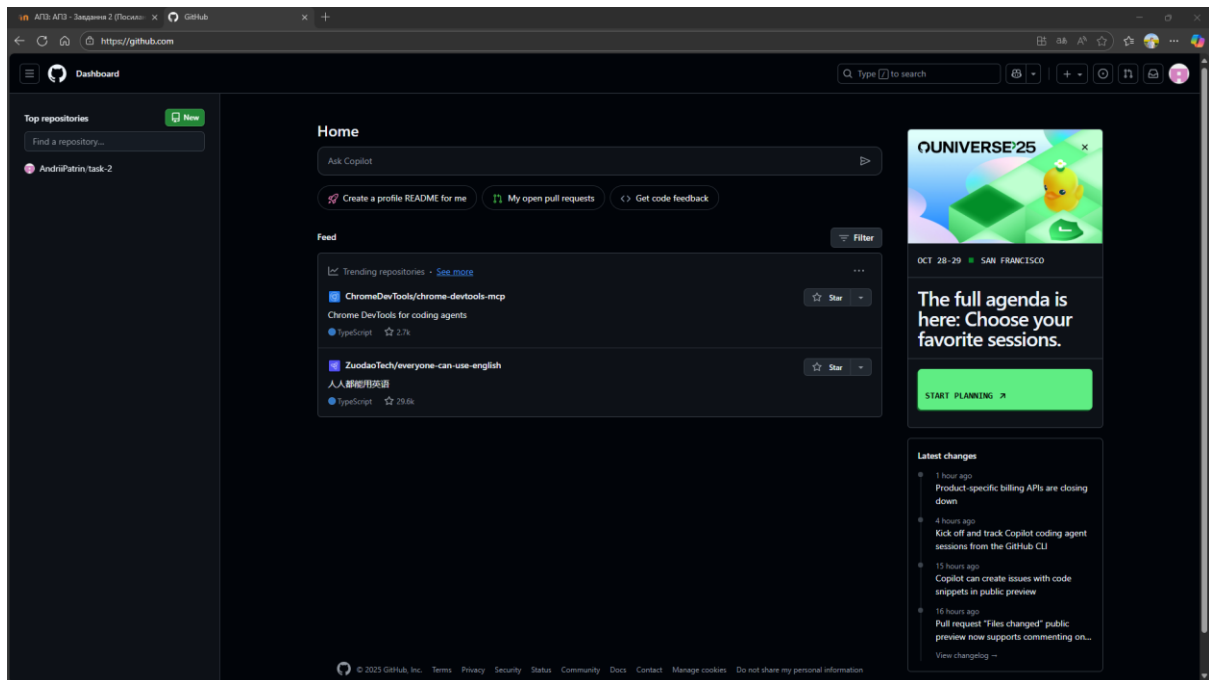 АПЗ: АПЗ - Завдання 2 (Посила
GitHub
https://github.com
Dashboard
Type / to search
Top repositories
New
Find a repository...
AndriiPatrin/task-2
Home
Ask Copilot
Create a profile README for me
My open pull requests
Get code feedback
Feed
Filter
Trending repositories · See more
ChromeDevTools/chrome-devtools-mcp
Star
Chrome DevTools for coding agents
TypeScript 2.7k
ZuodaoTech/everyone-can-use-english
Star
人人都能用英语
TypeScript 29.6k
UNIVERSE'25
OCT 28-29 SAN FRANCISCO
The full agenda is
here: Choose your
favorite sessions.
START PLANNING
Latest changes
1 hour ago
Product-specific billing APIs are closing
down
4 hours ago
Kick off and track Copilot coding agent
sessions from the GitHub CLI
15 hours ago
Copilot can create issues with code
snippets in public preview
16 hours ago
Pull request "Files changed" public
preview now supports commenting on...
View changelog →
© 2025 GitHub, Inc. Terms Privacy Security Status Community Docs Contact Manage cookies Do not share my personal information